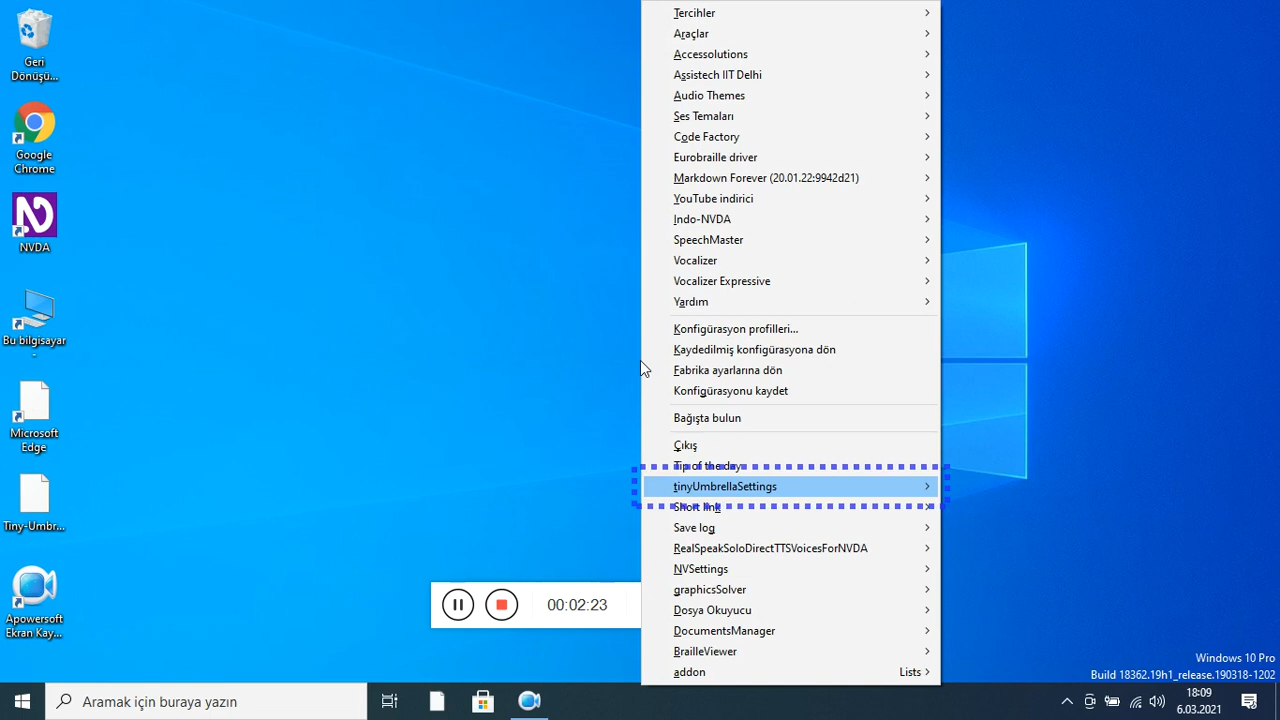 Geri
Dönüşü...
Google
Chrome
NVDA
Bu bilgisayar
Microsoft
Edge
Tiny-Umbr...
Apowersoft
Ekran Kay...
Tercihler
Araçlar
Accessolutions
Assistech IIT Delhi
Audio Themes
Ses Temaları
Code Factory
Eurobraille driver
Markdown Forever (20.01.22:9942d21)
YouTube indirici
Indo-NVDA
SpeechMaster
Vocalizer
Vocalizer Expressive
Yardım
Konfigürasyon profilleri...
Kaydedilmiş konfigürasyona dön
Fabrika ayarlarına dön
Konfigürasyonu kaydet
Bağışta bulun
Çıkış
Tip of the day
tinyUmbrellaSettings
Short link
Save log
RealSpeakSoloDirectTTSVoicesForNVDA
NVSettings
graphicsSolver
Dosya Okuyucu
DocumentsManager
BrailleViewer
addon Lists
00:02:23
Windows 10 Pro
Build 18362.19h1_release.190318-1202
Aramak için buraya yazın
18:09
6.03.2021